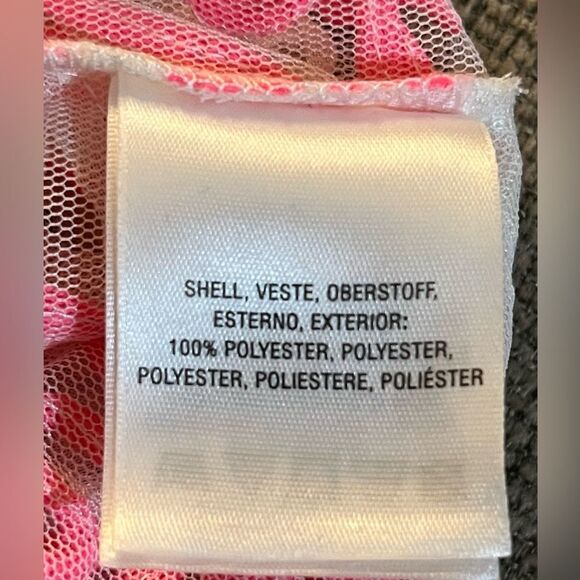 SHELL, VESTE, OBERSTOFF,
ESTERNO, EXTERIOR:
100% POLYESTER, POLYESTER,
POLYESTER, POLIESTERE, POLIÉSTER